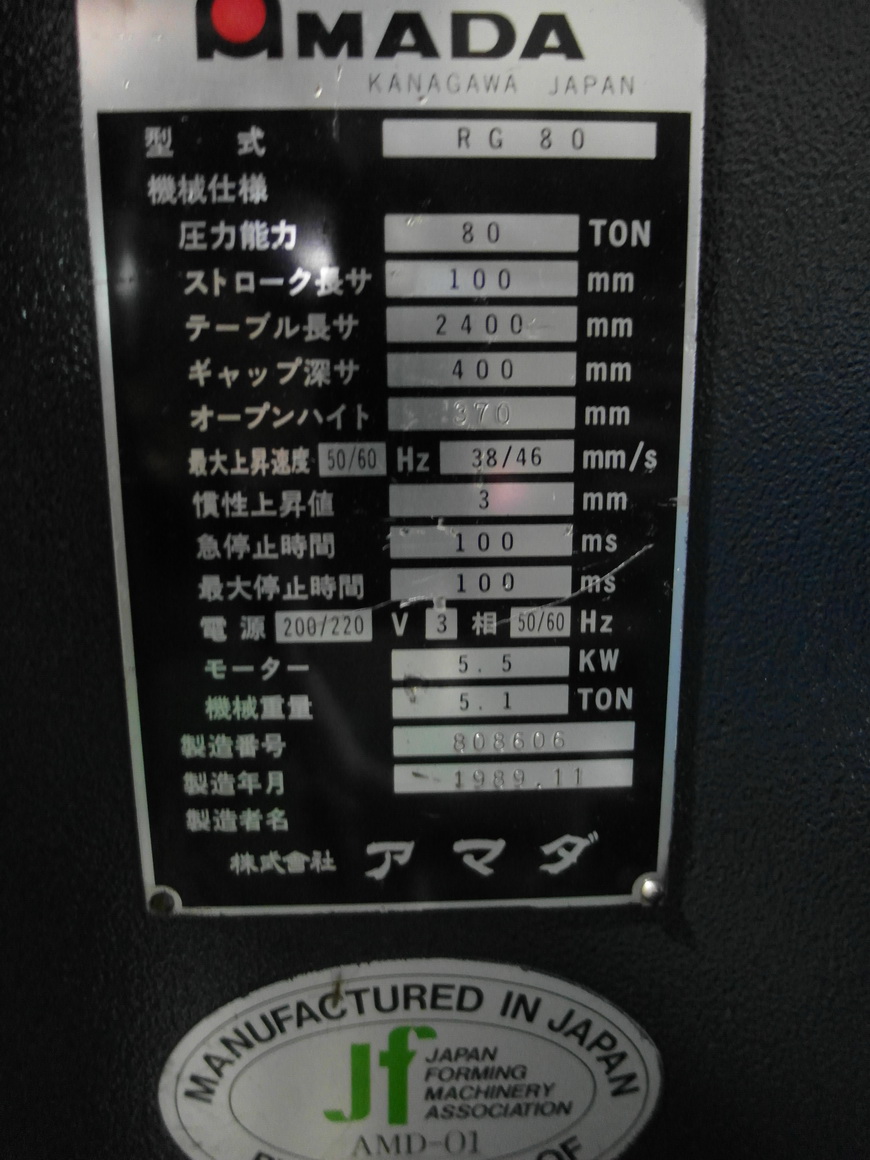 AMADA
KANAGAWA JAPAN
型 式 RG 80
機械仕様
圧力能力 80 TON
ストローク長サ 100 mm
テーブル長サ 2400 mm
ギャップ深サ 400 mm
オープンハイト 370 mm
最大上昇速度 50/60 Hz 38/46 mm/s
慣性上昇値 3 mm
急停止時間 100 ms
最大停止時間 100 ms
電源 200/220 V 3 相 50/60 Hz
モーター 5.5 KW
機械重量 5.1 TON
製造番号 808606
製造年月 1989.11
製造者名
株式會社 アマダ
MANUFACTURED IN JAPAN
Jf JAPAN
FORMING
MACHINERY
ASSOCIATION
AMD-01
OF